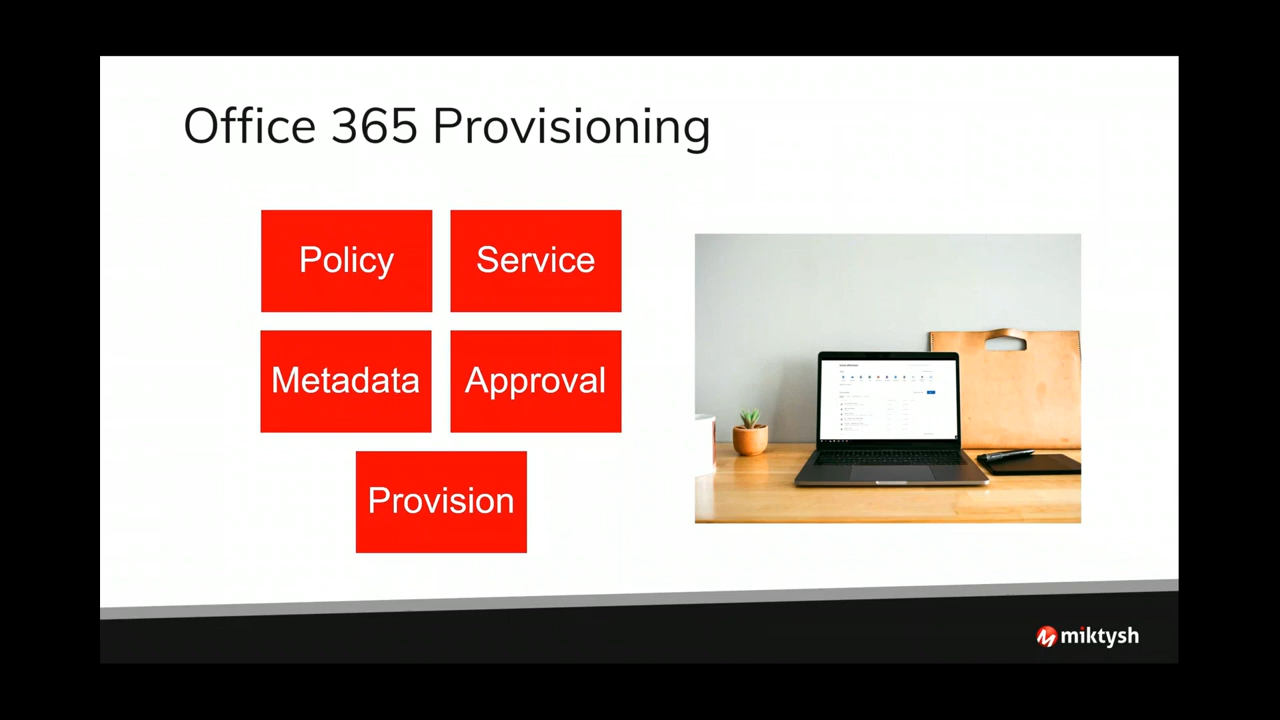 Office 365 Provisioning
Policy
Service
Metadata
Approval
Provision
miktysh